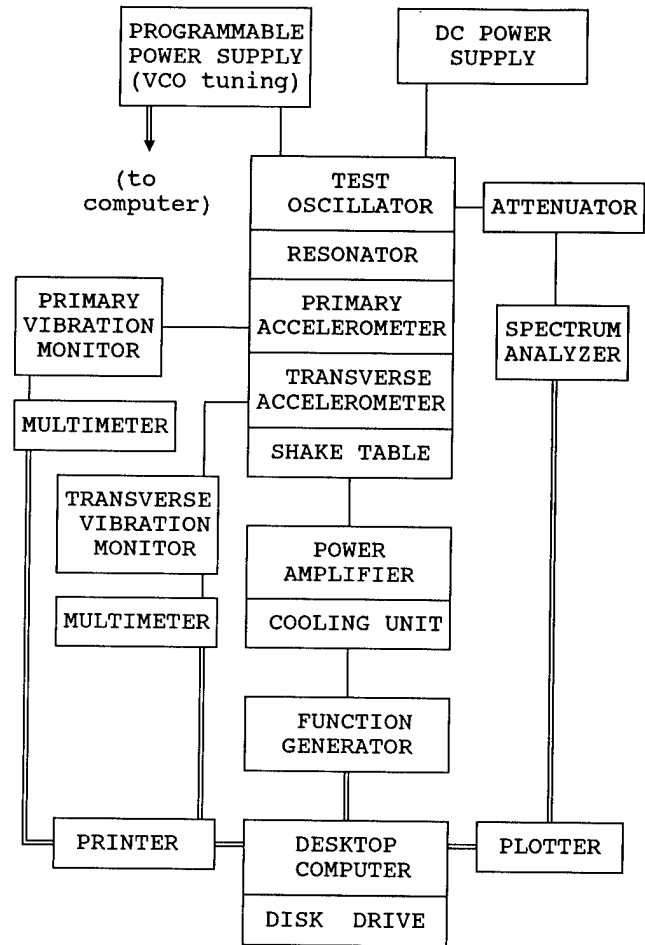 PROGRAMMABLE
POWER SUPPLY
(VCO tuning)
DC POWER
SUPPLY
(to
computer)
TEST
OSCILLATOR
ATTENUATOR
RESONATOR
PRIMARY
VIBRATION
MONITOR
PRIMARY
ACCELEROMETER
SPECTRUM
ANALYZER
TRANSVERSE
ACCELEROMETER
MULTIMETER
SHAKE TABLE
TRANSVERSE
VIBRATION
MONITOR
POWER
AMPLIFIER
MULTIMETER
COOLING UNIT
FUNCTION
GENERATOR
PRINTER
DESKTOP
COMPUTER
PLOTTER
DISK DRIVE